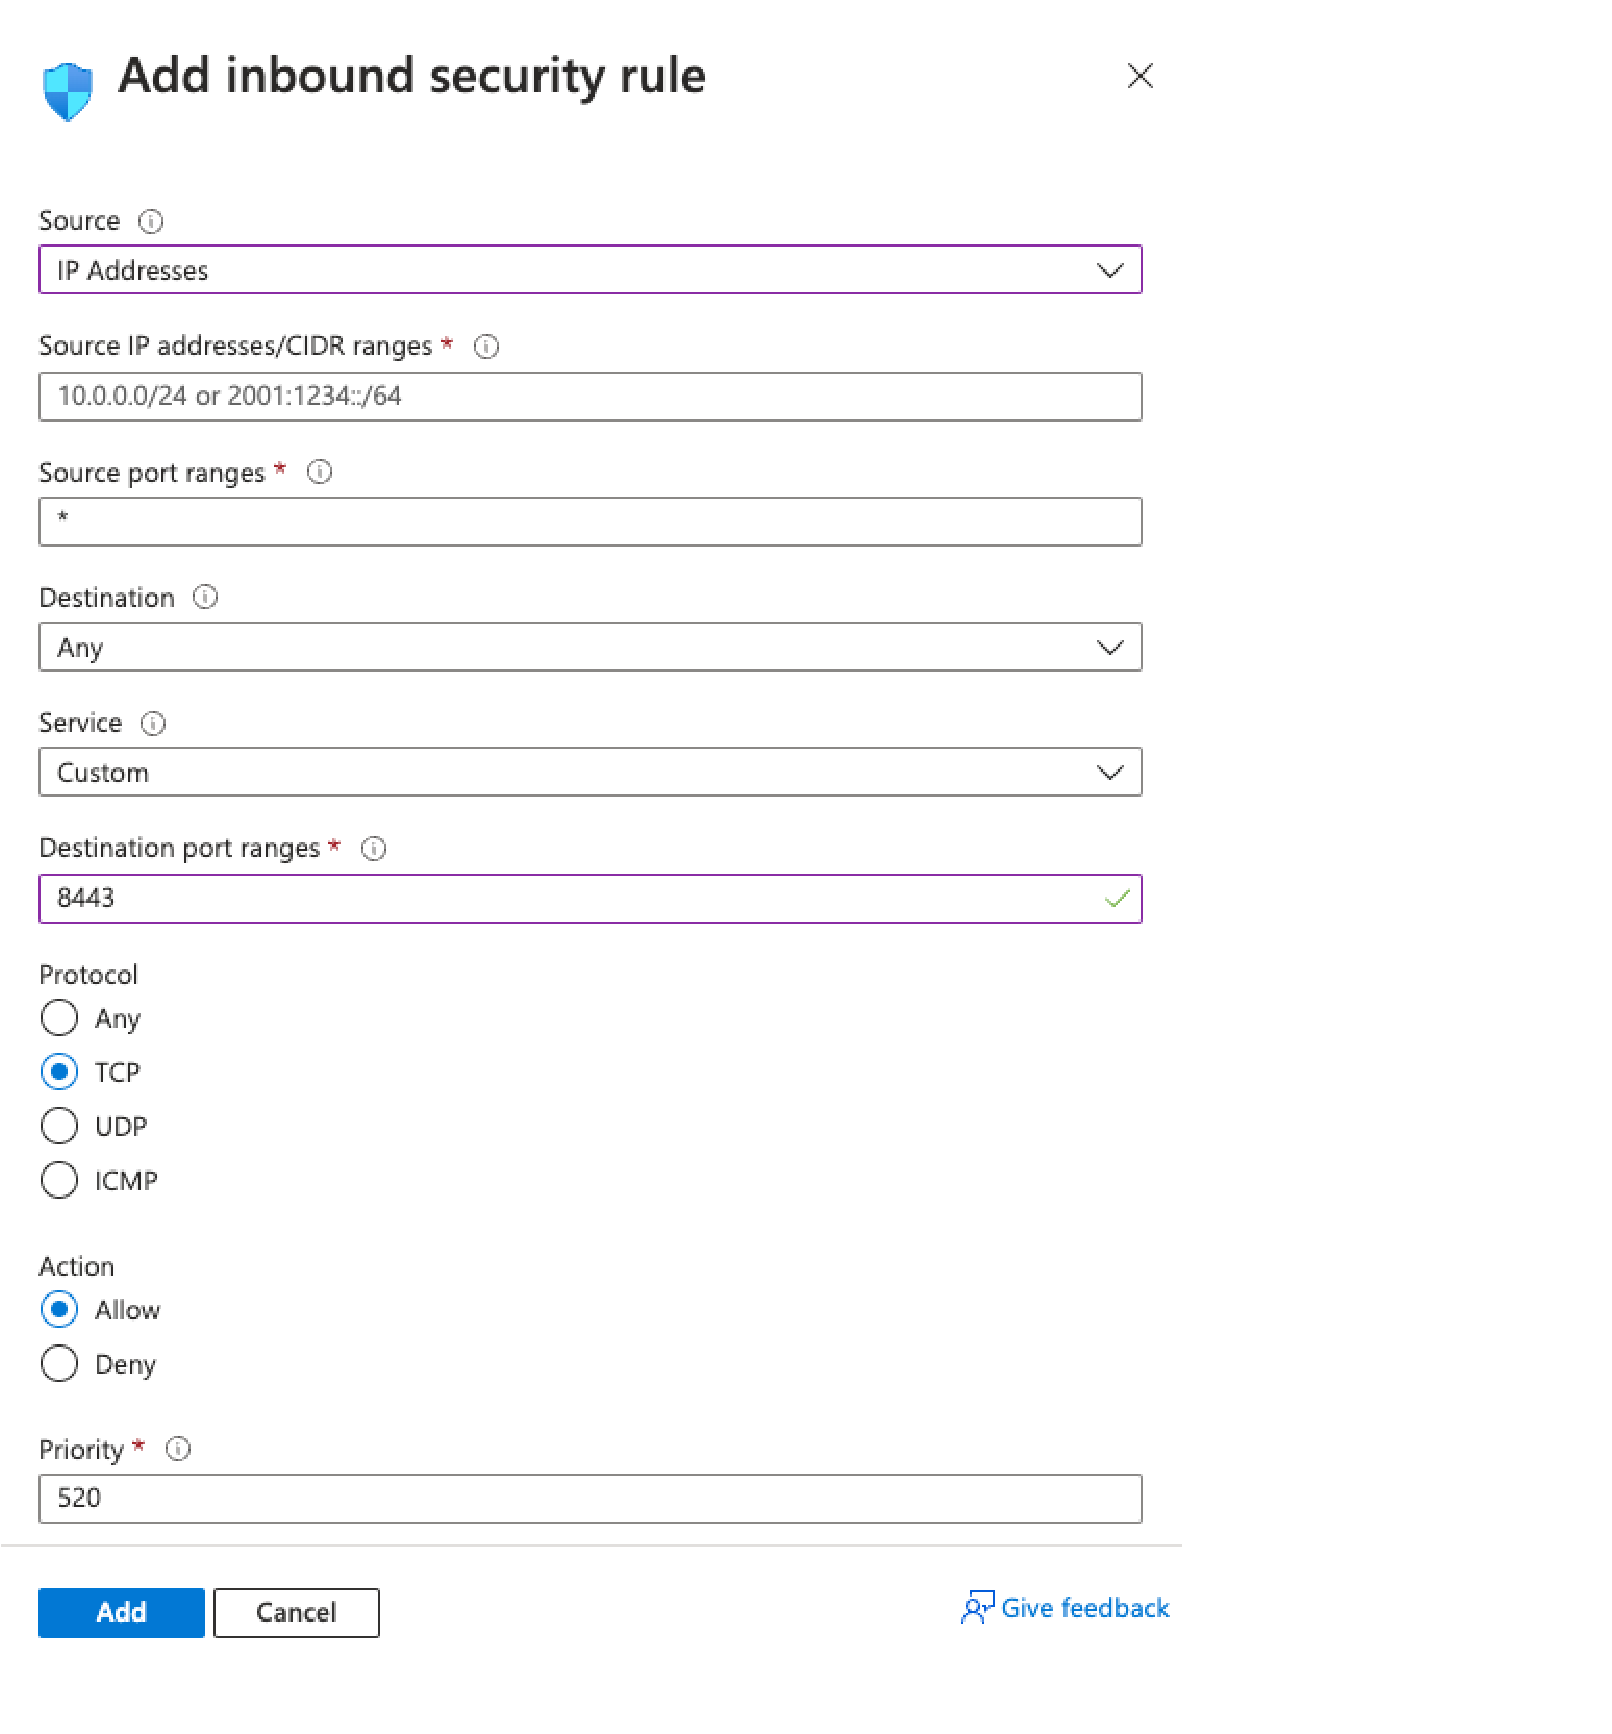 Add inbound security rule
Source
IP Addresses
Source IP addresses/CIDR ranges *
10.0.0.0/24 or 2001:1234::/64
Source port ranges *
*
Destination
Any
Service
Custom
Destination port ranges *
8443
Protocol
Any
TCP
UDP
ICMP
Action
Allow
Deny
Priority *
520
Add Cancel Give feedback